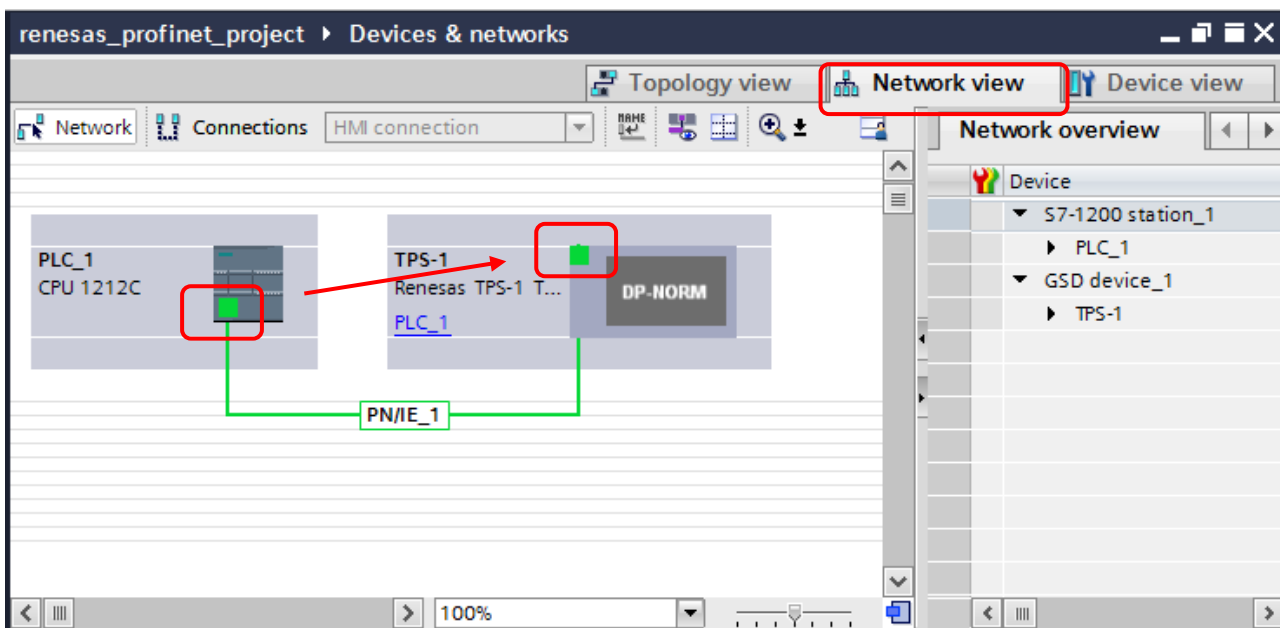 renesas_profinet_project ▸ Devices & networks
Topology view
Network view
Device view
Network
Connections
HMI connection
NAME
Network overview
Device
S7-1200 station_1
PLC_1
GSD device_1
TPS-1
PLC_1
CPU 1212C
TPS-1
Renesas TPS-1 T...
PLC_1
DP-NORM
PN/IE_1
100%